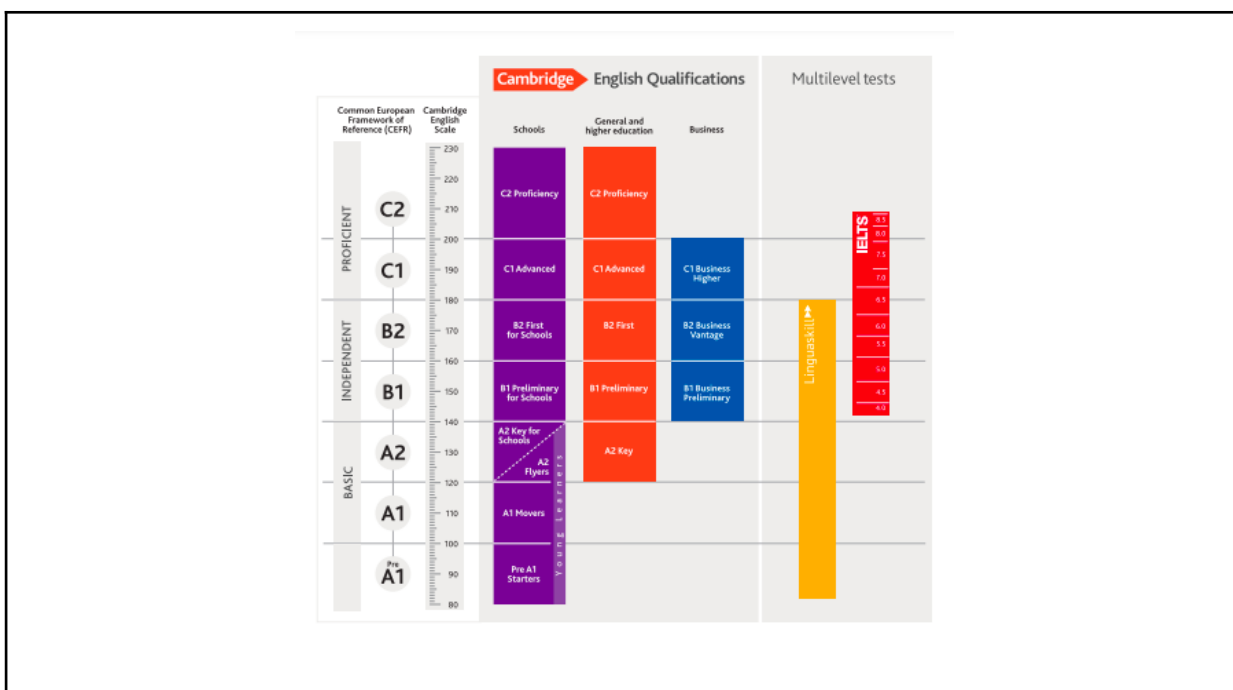 Cambridge English Qualifications
Multilevel tests
Common European
Framework of
Reference (CEFR)
Cambridge
English
Scale
Schools
General and
higher education
Business
PROFICIENT
INDEPENDENT
BASIC
C2
C1
B2
B1
A2
A1
Pre
A1
230
220
210
200
190
180
170
160
150
140
130
120
110
100
90
80
C2 Proficiency
C1 Advanced
B2 First
for Schools
B1 Preliminary
for Schools
A2 Key for
Schools
A2
Flyers
A1 Movers
Pre A1
Starters
Young Learners
C2 Proficiency
C1 Advanced
B2 First
B1 Preliminary
A2 Key
C1 Business
Higher
B2 Business
Vantage
B1 Business
Preliminary
Linguaskill
IELTS
8.5
8.0
7.5
7.0
6.5
6.0
5.5
5.0
4.5
4.0